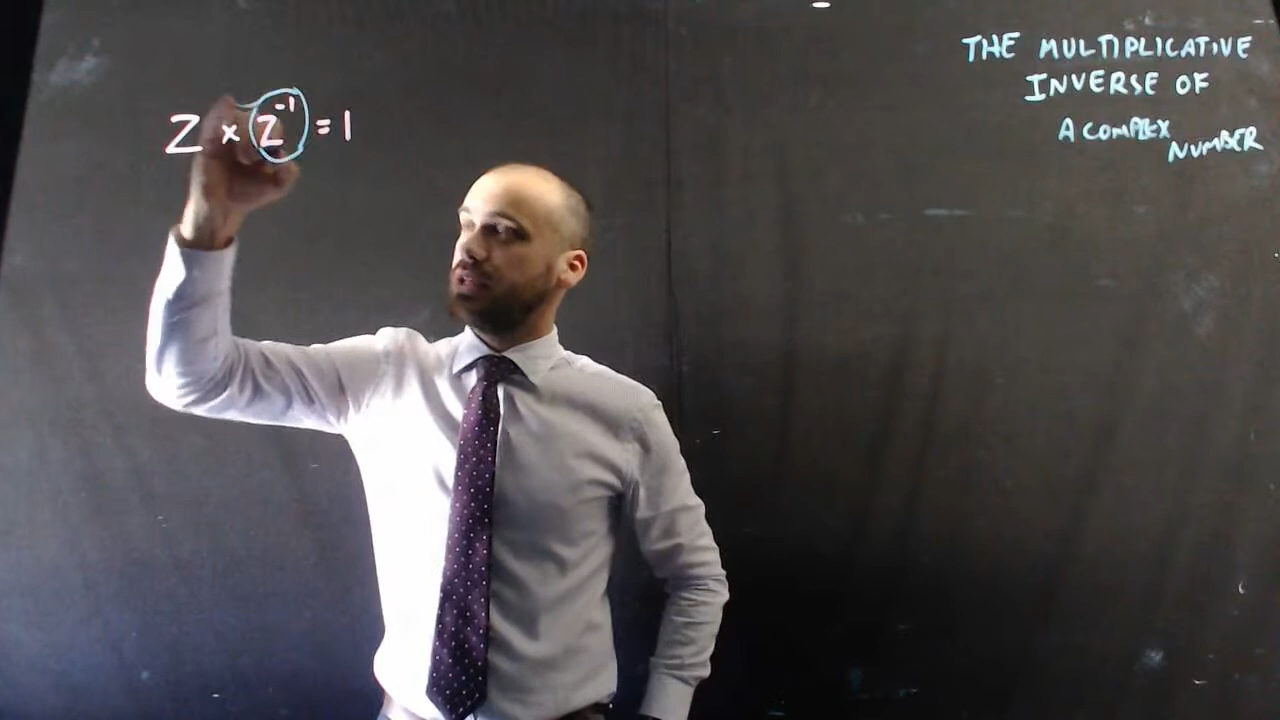 Z × Z⁻¹ = 1
THE MULTIPLICATIVE
INVERSE OF
A COMPLEX
NUMBER